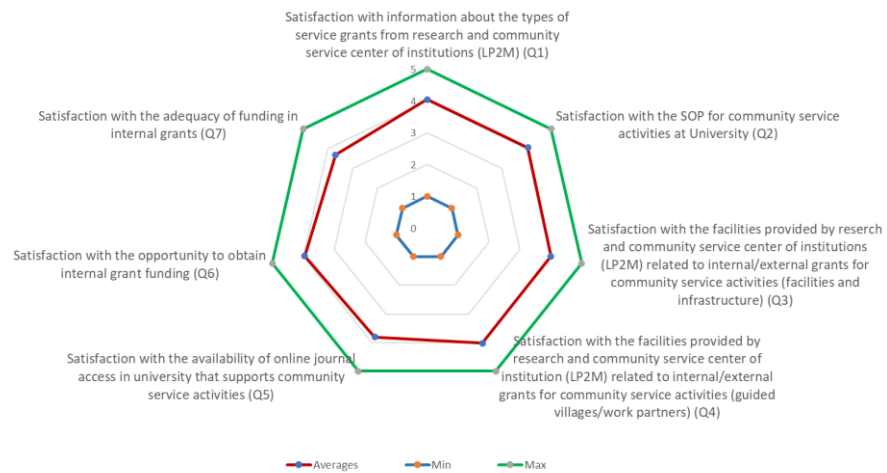 Satisfaction with information about the types of
service grants from research and community
service center of institutions (LP2M) (Q1)
5
4
3
2
1
0
Satisfaction with the SOP for community service
activities at University (Q2)
Satisfaction with the facilities provided by reserch
and community service center of institutions
(LP2M) related to internal/external grants for
community service activities (facilities and
infrastructure) (Q3)
Satisfaction with the facilities provided by
research and community service center of
institution (LP2M) related to internal/external
grants for community service activities (guided
villages/work partners) (Q4)
Satisfaction with the availability of online journal
access in university that supports community
service activities (Q5)
Satisfaction with the opportunity to obtain
internal grant funding (Q6)
Satisfaction with the adequacy of funding in
internal grants (Q7)
Averages
Min
Max